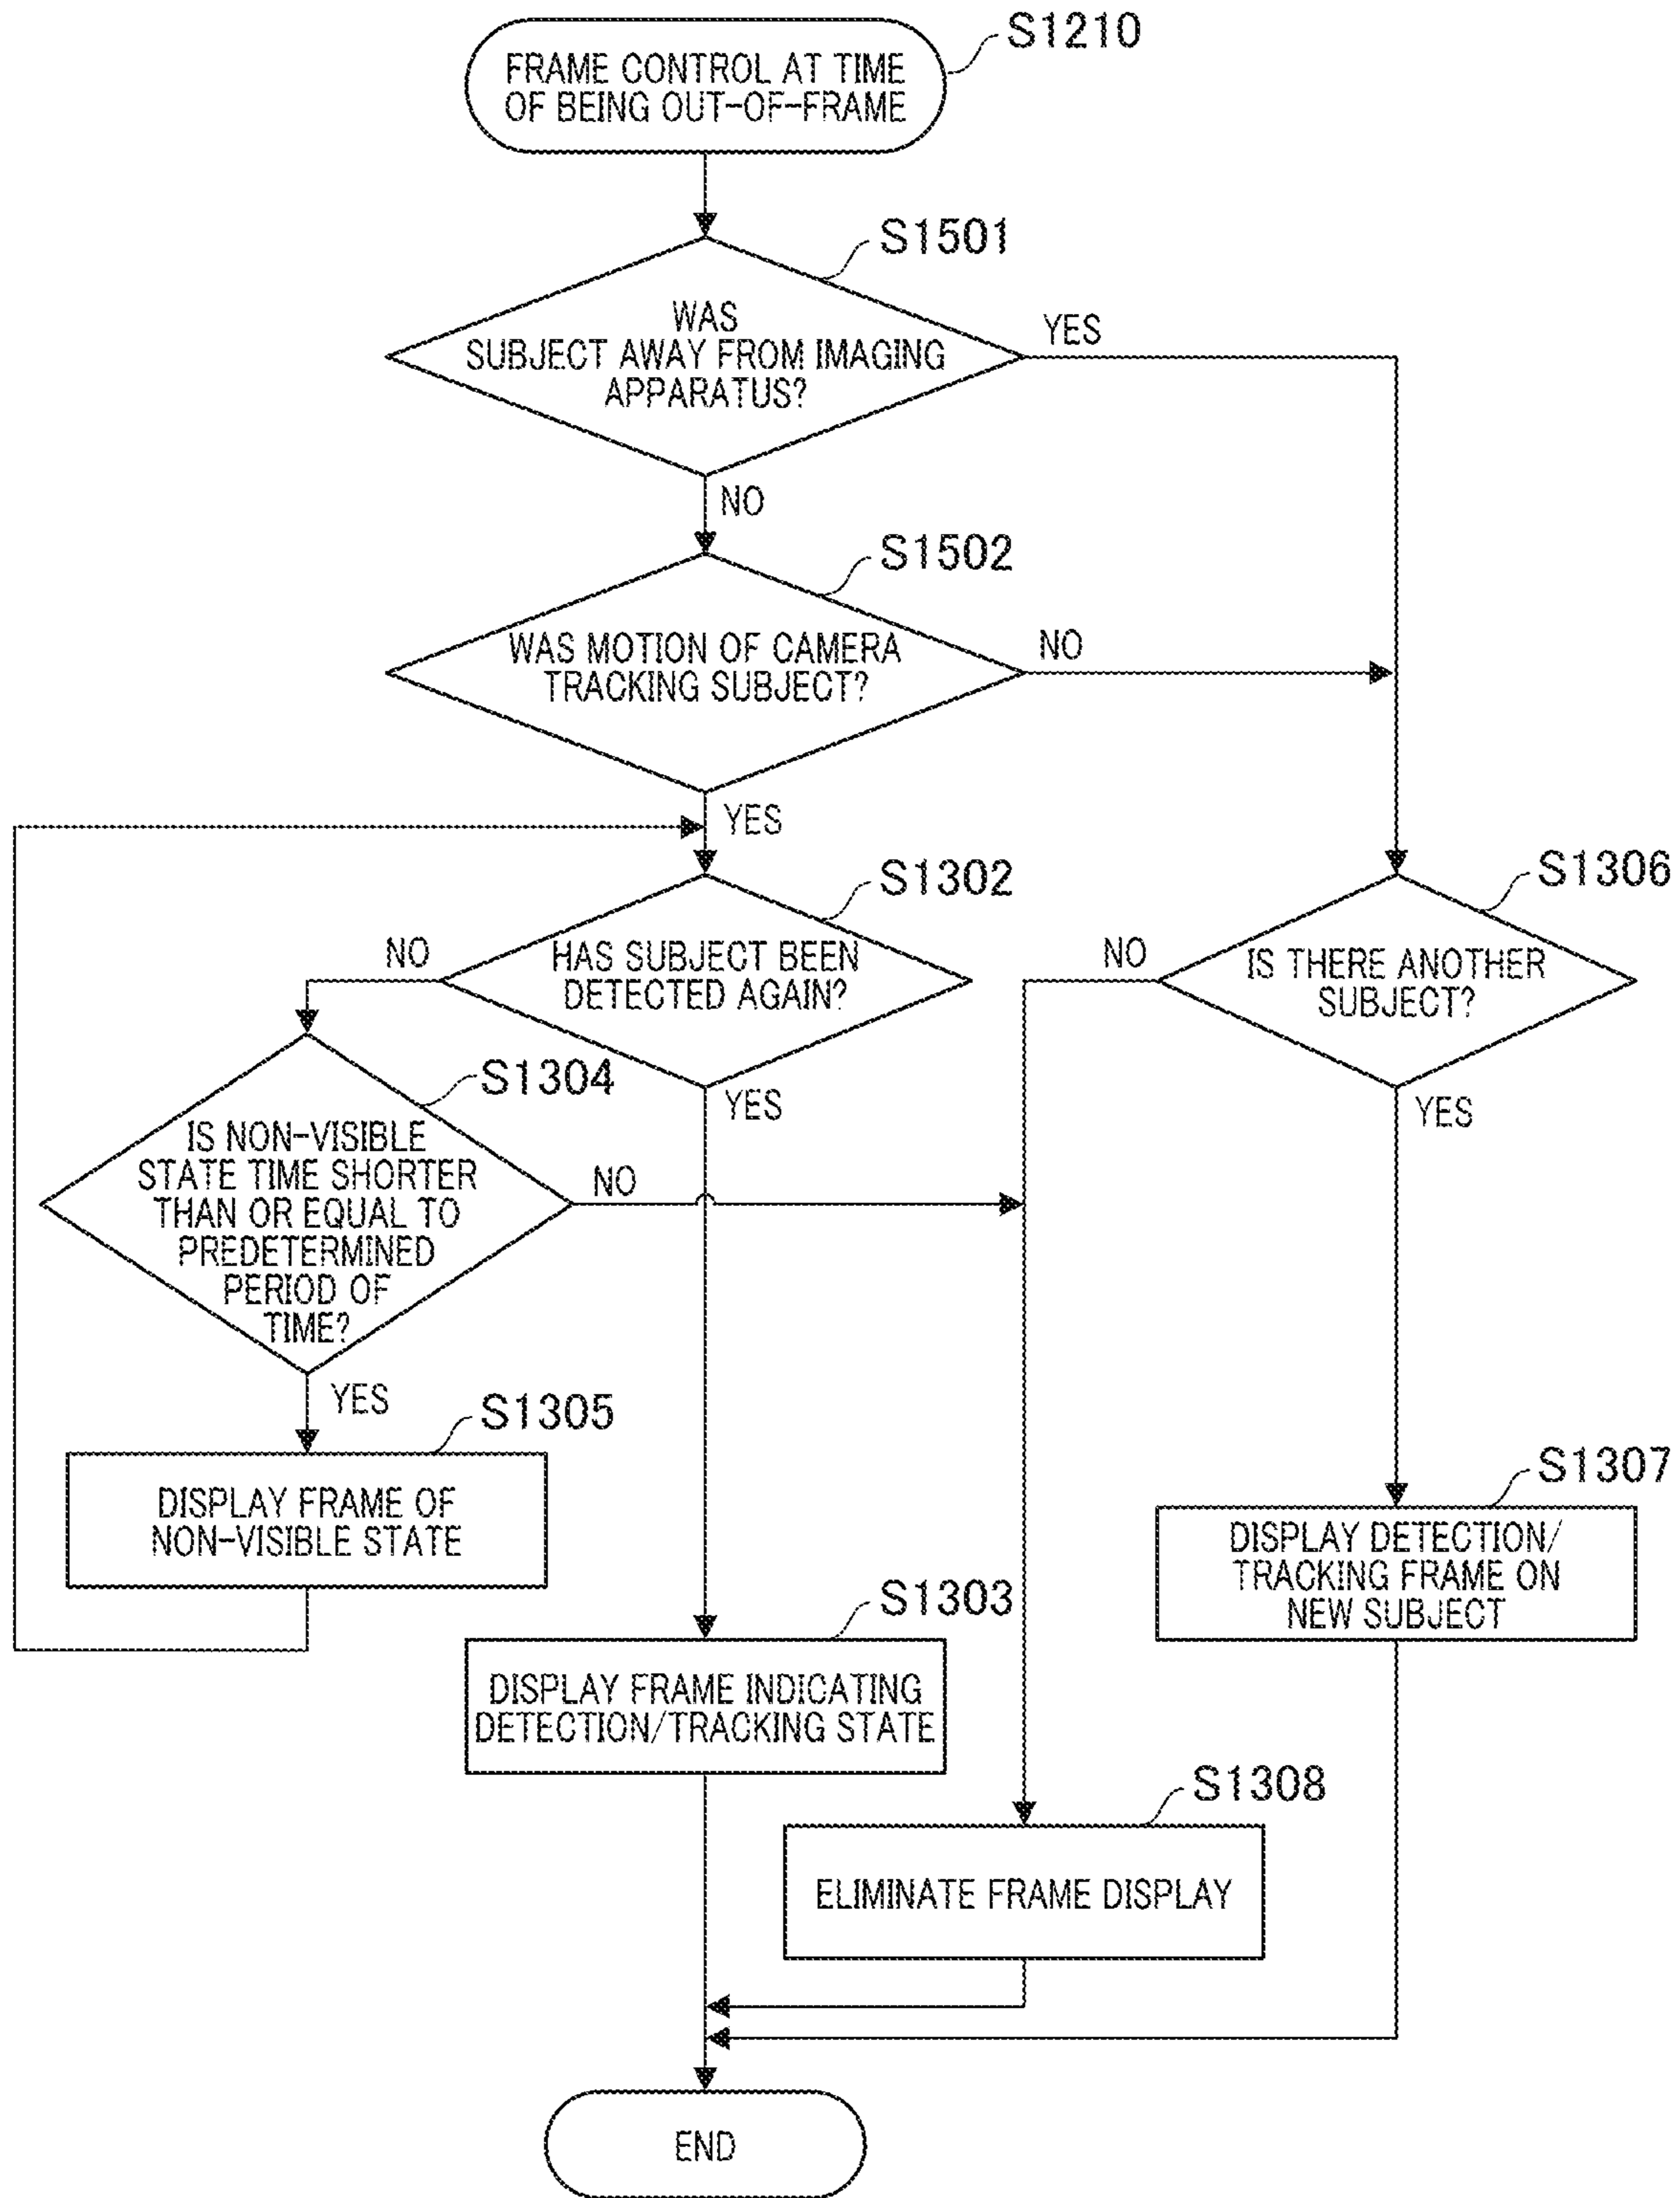 S1210
FRAME CONTROL AT TIME
OF BEING OUT-OF-FRAME
S1501
WAS
SUBJECT AWAY FROM IMAGING
APPARATUS?
YES
NO
S1502
WAS MOTION OF CAMERA
TRACKING SUBJECT?
NO
YES
S1302
HAS SUBJECT BEEN
DETECTED AGAIN?
NO
YES
S1306
IS THERE ANOTHER
SUBJECT?
NO
YES
S1304
IS NON-VISIBLE
STATE TIME SHORTER
THAN OR EQUAL TO
PREDETERMINED
PERIOD OF
TIME?
NO
YES
S1305
DISPLAY FRAME OF
NON-VISIBLE STATE
S1307
DISPLAY DETECTION/
TRACKING FRAME ON
NEW SUBJECT
S1303
DISPLAY FRAME INDICATING
DETECTION/TRACKING STATE
S1308
ELIMINATE FRAME DISPLAY
END